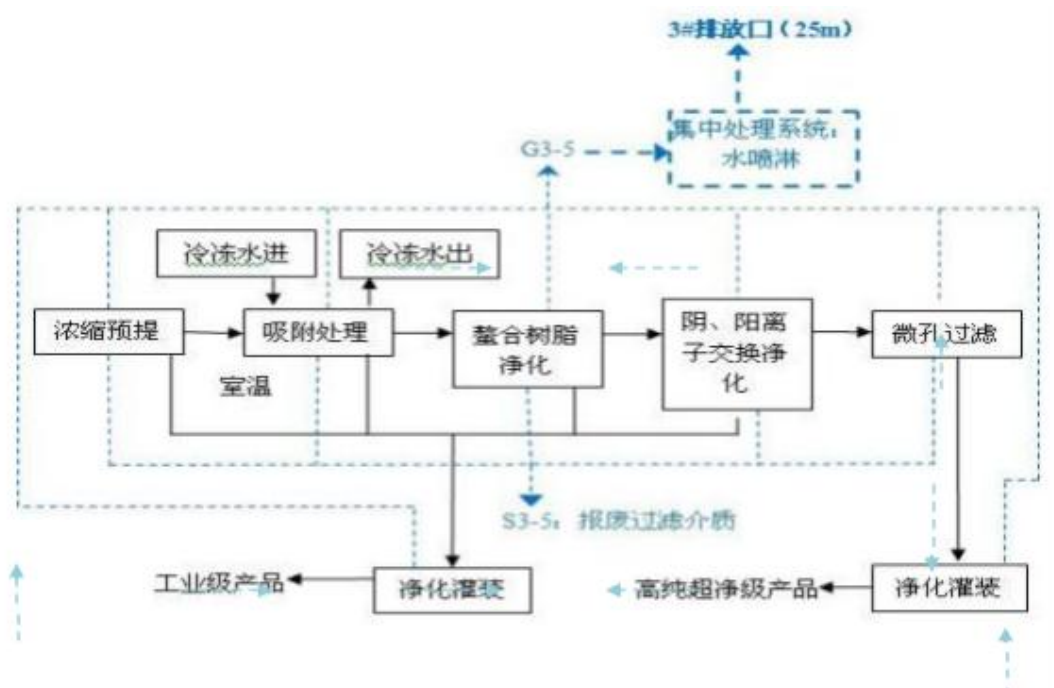 3#排放口（25m）
集中处理系统：
水喷淋
G3-5
冷冻水进
冷冻水出
浓缩预提
吸附处理
螯合树脂
净化
阴、阳离
子交换净
化
微孔过滤
室温
S3-5：报废过滤介质
工业级产品
净化灌装
高纯超净级产品
净化灌装